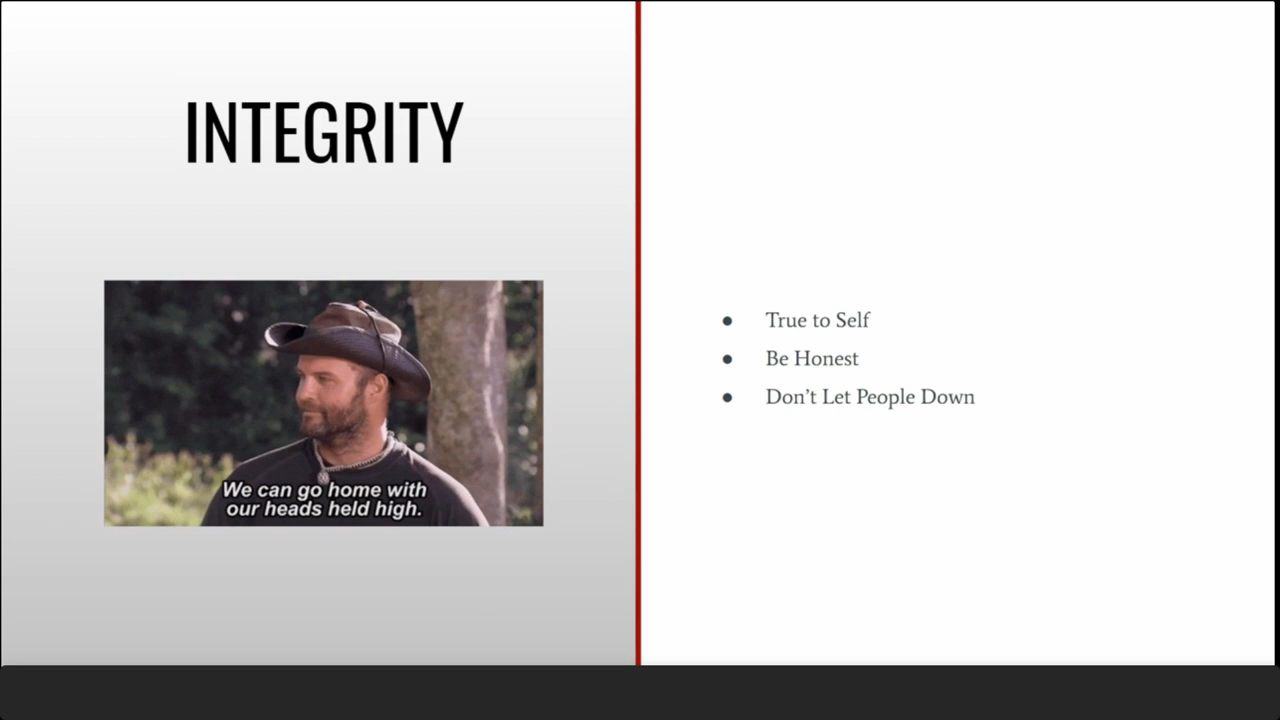 INTEGRITY
We can go home with
our heads held high.
● True to Self
● Be Honest
● Don’t Let People Down